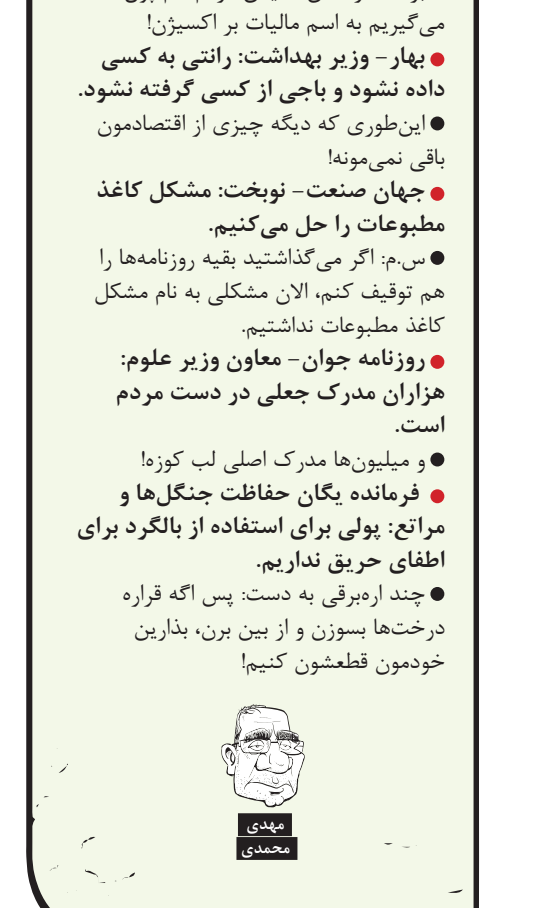 می‌گیریم به اسم مالیات بر اکسیژن!
● بهار- وزیر بهداشت: رانتی به کسی
داده نشود و باجی از کسی گرفته نشود.
● این‌طوری که دیگه چیزی از اقتصادمون
باقی نمی‌مونه!
● جهان صنعت- نوبخت: مشکل کاغذ
مطبوعات را حل می‌کنیم.
● س.م: اگر می‌گذاشتید بقیه روزنامه‌ها را
هم توقیف کنم، الان مشکلی به نام مشکل
کاغذ مطبوعات نداشتیم.
● روزنامه جوان- معاون وزیر علوم:
هزاران مدرک جعلی در دست مردم
است.
● و میلیون‌ها مدرک اصلی لب کوزه!
● فرمانده یگان حفاظت جنگل‌ها و
مراتع: پولی برای استفاده از بالگرد برای
اطفای حریق نداریم.
● چند اره‌برقی به دست: پس اگه قراره
درخت‌ها بسوزن و از بین برن، بذارین
خودمون قطعشون کنیم!
مهدی
محمدی